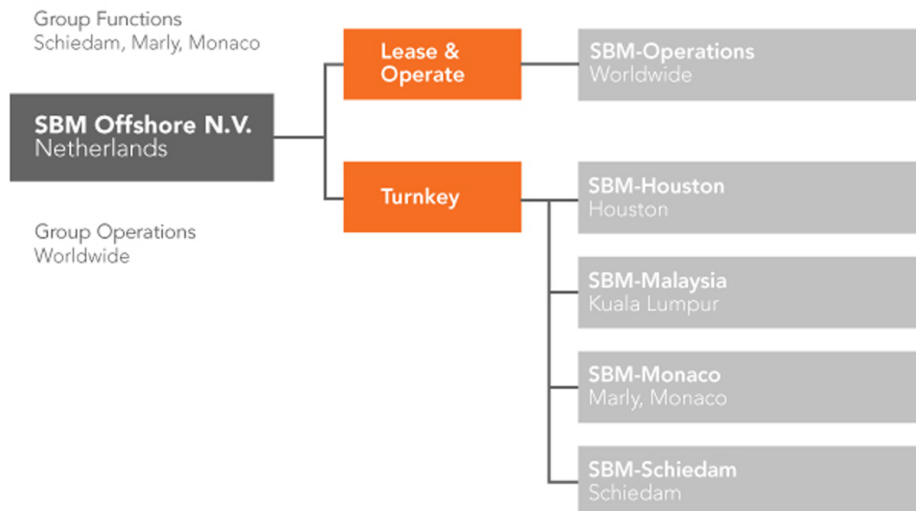 Group Functions
Schiedam, Marly, Monaco
SBM Offshore N.V.
Netherlands
Group Operations
Worldwide
Lease &
Operate
Turnkey
SBM-Operations
Worldwide
SBM-Houston
Houston
SBM-Malaysia
Kuala Lumpur
SBM-Monaco
Marly, Monaco
SBM-Schiedam
Schiedam